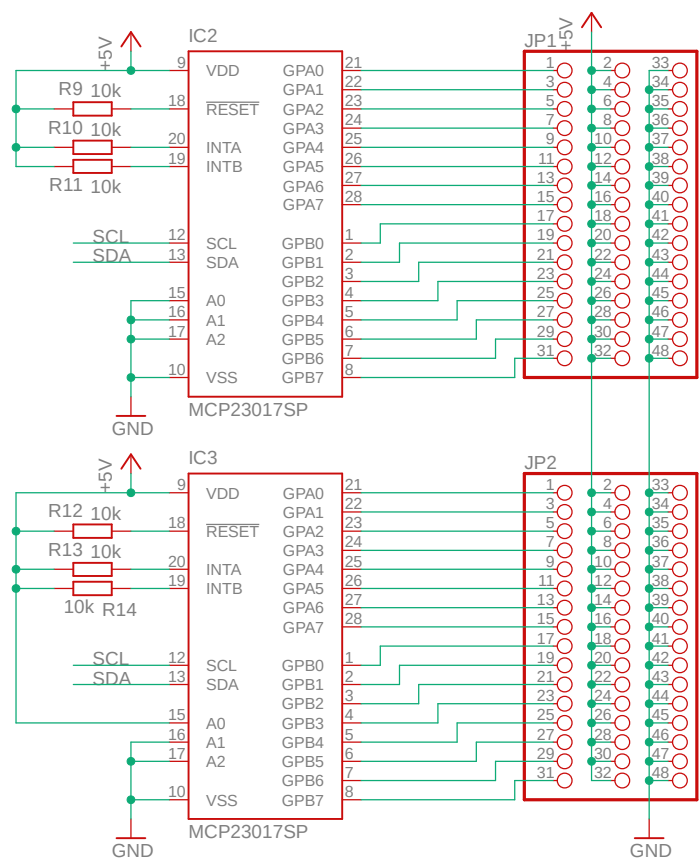 IC2
JP1
+5V
+5V
9 VDD GPA0 21 1 2 33
22 GPA1 3 4 34
R9 10k 18 RESET GPA2 23 5 6 35
R10 10k GPA3 24 7 8 36
20 INTA GPA4 25 9 10 37
19 INTB GPA5 26 11 12 38
R11 10k GPA6 27 13 14 39
GPA7 28 15 16 40
17 18 41
SCL 12 SCL GPB0 1 19 20 42
SDA 13 SDA GPB1 2 21 22 43
GPB2 3 23 24 44
15 A0 GPB3 4 25 26 45
16 A1 GPB4 5 27 28 46
17 A2 GPB5 6 29 30 47
GPB6 7 31 32 48
10 VSS GPB7 8
MCP23017SP
GND
IC3
JP2
+5V
9 VDD GPA0 21 1 2 33
GPA1 22 3 4 34
R12 10k 18 RESET GPA2 23 5 6 35
R13 10k GPA3 24 7 8 36
20 INTA GPA4 25 9 10 37
19 INTB GPA5 26 11 12 38
10k R14 GPA6 27 13 14 39
GPA7 28 15 16 40
17 18 41
SCL 12 SCL GPB0 1 19 20 42
SDA 13 SDA GPB1 2 21 22 43
GPB2 3 23 24 44
15 A0 GPB3 4 25 26 45
16 A1 GPB4 5 27 28 46
17 A2 GPB5 6 29 30 47
GPB6 7 31 32 48
10 VSS GPB7 8
MCP23017SP
GND
GND